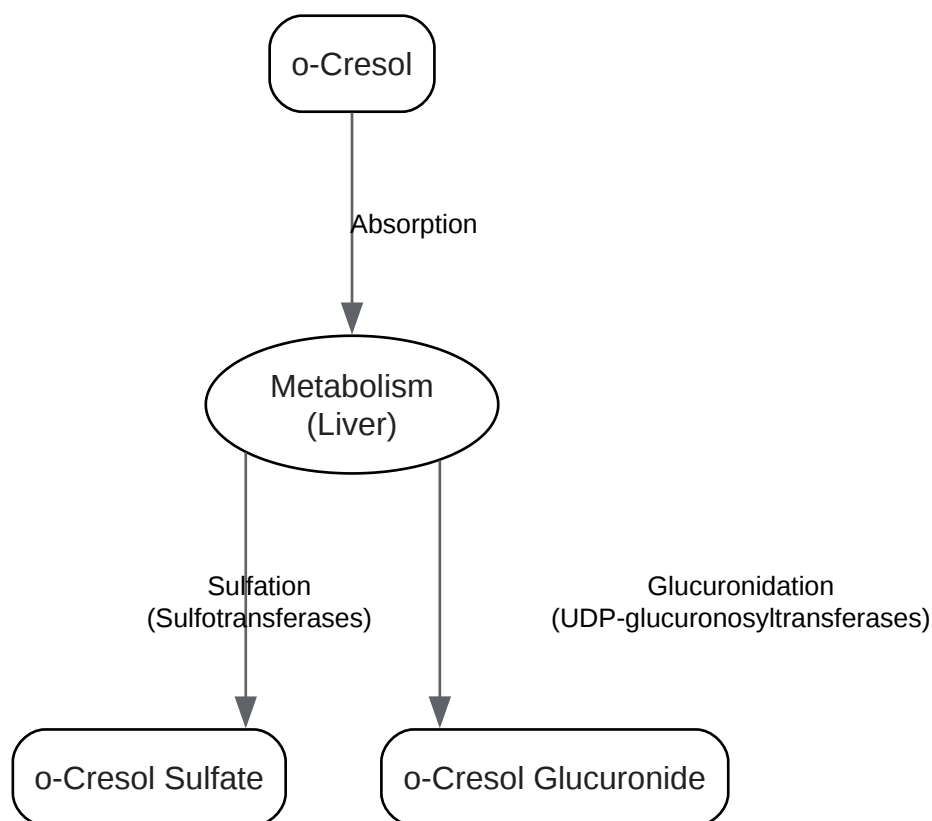 o-Cresol
Absorption
Metabolism
(Liver)
Sulfation
(Sulfotransferases)
Glucuronidation
(UDP-glucuronosyltransferases)
o-Cresol Sulfate
o-Cresol Glucuronide